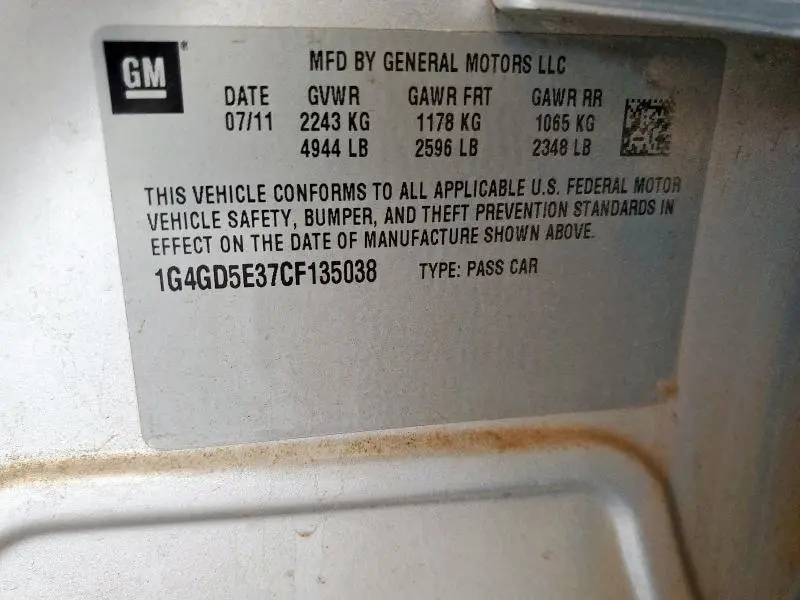 GM ®
MFD BY GENERAL MOTORS LLC
DATE GVWR GAWR FRT GAWR RR
07/11 2243 KG 1178 KG 1065 KG
4944 LB 2596 LB 2348 LB
THIS VEHICLE CONFORMS TO ALL APPLICABLE U.S. FEDERAL MOTOR
VEHICLE SAFETY, BUMPER, AND THEFT PREVENTION STANDARDS IN
EFFECT ON THE DATE OF MANUFACTURE SHOWN ABOVE.
1G4GD5E37CF135038 TYPE: PASS CAR